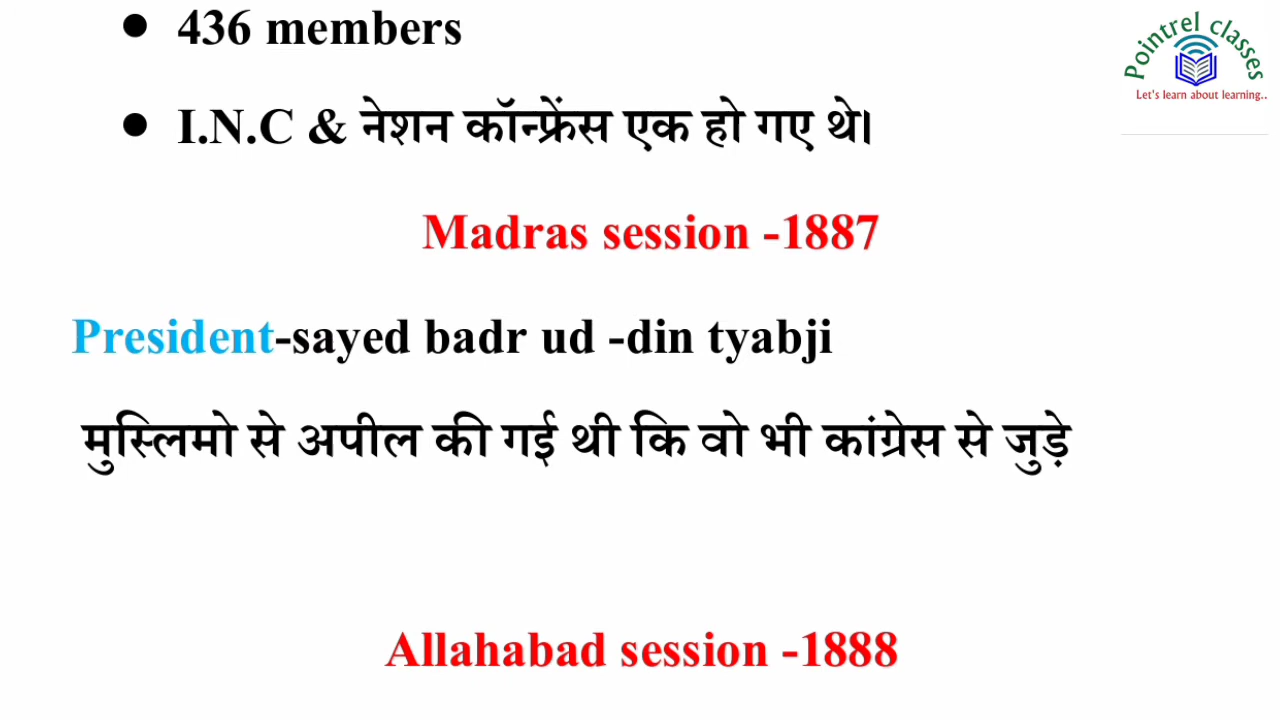 436 members
Pointrel classes
Let's learn about learning..
I.N.C & नेशन कॉन्फ्रेंस एक हो गए थे।
Madras session -1887
President-sayed badr ud -din tyabji
मुस्लिमो से अपील की गई थी कि वो भी कांग्रेस से जुड़े
Allahabad session -1888